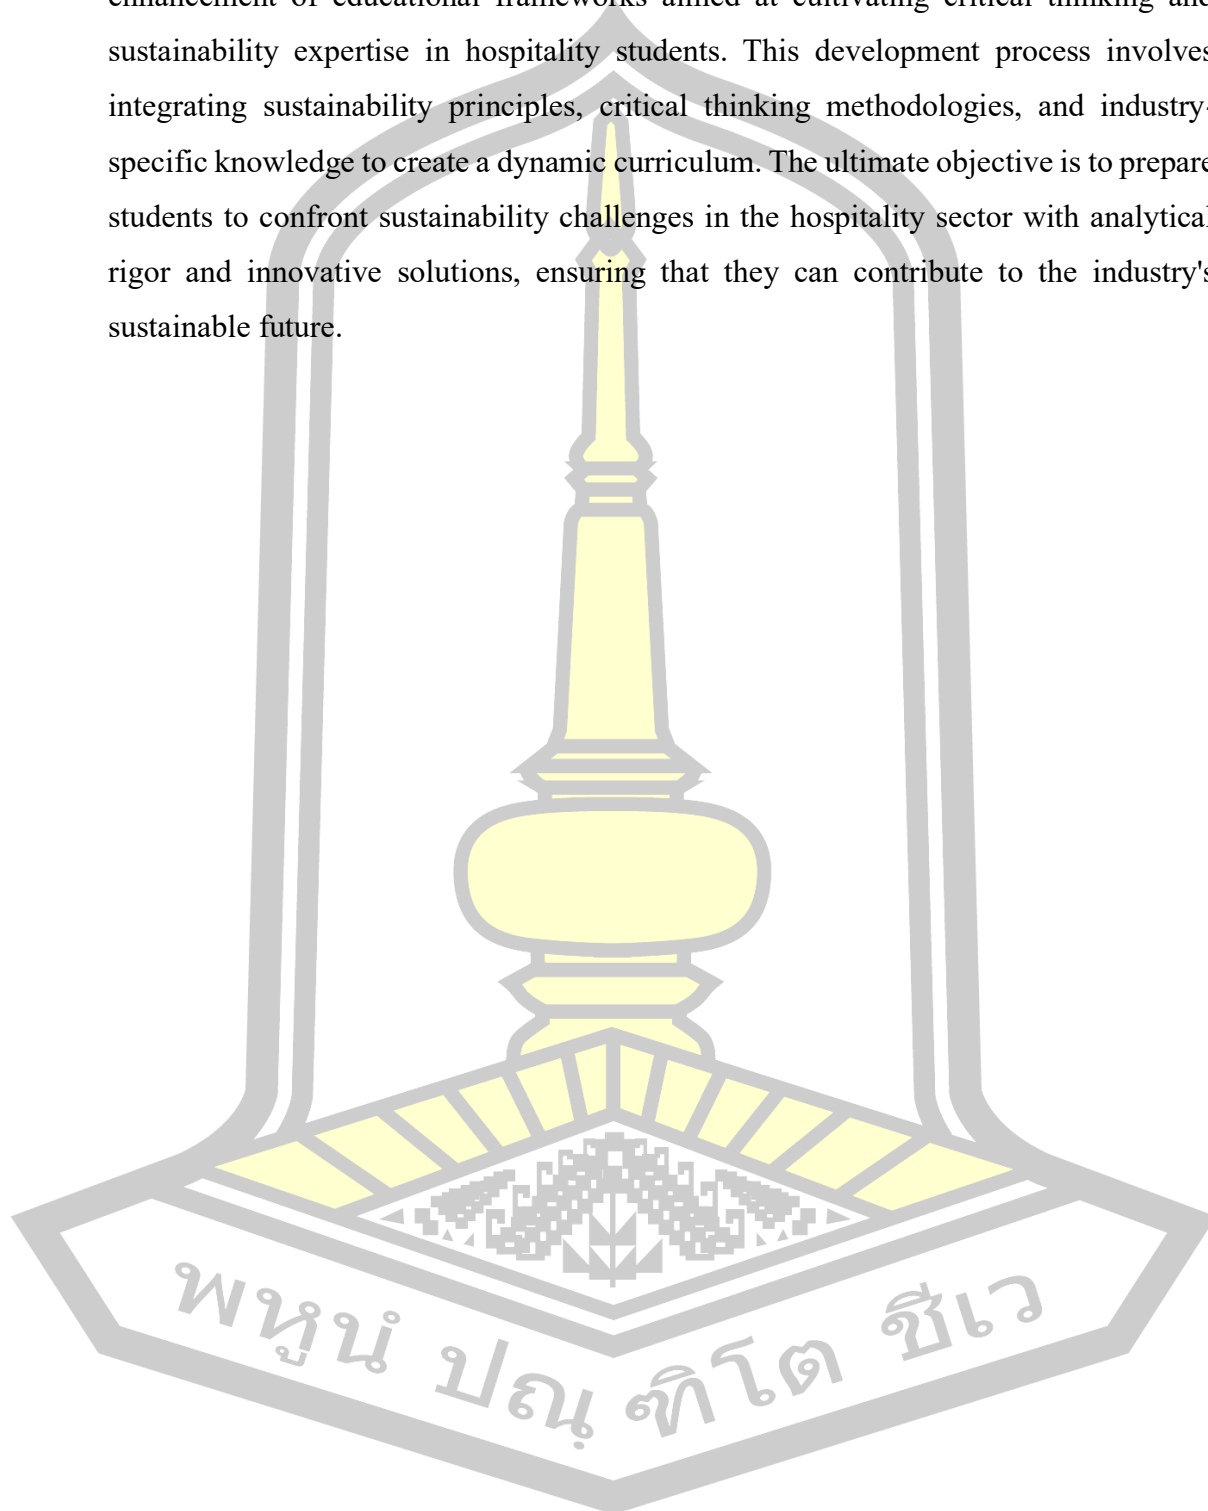 enhancement of educational frameworks aimed at cultivating critical thinking and
sustainability expertise in hospitality students. This development process involves
integrating sustainability principles, critical thinking methodologies, and industry-
specific knowledge to create a dynamic curriculum. The ultimate objective is to prepare
students to confront sustainability challenges in the hospitality sector with analytical
rigor and innovative solutions, ensuring that they can contribute to the industry's
sustainable future.
พหูนํ ปณฺฑิโต ชีเว